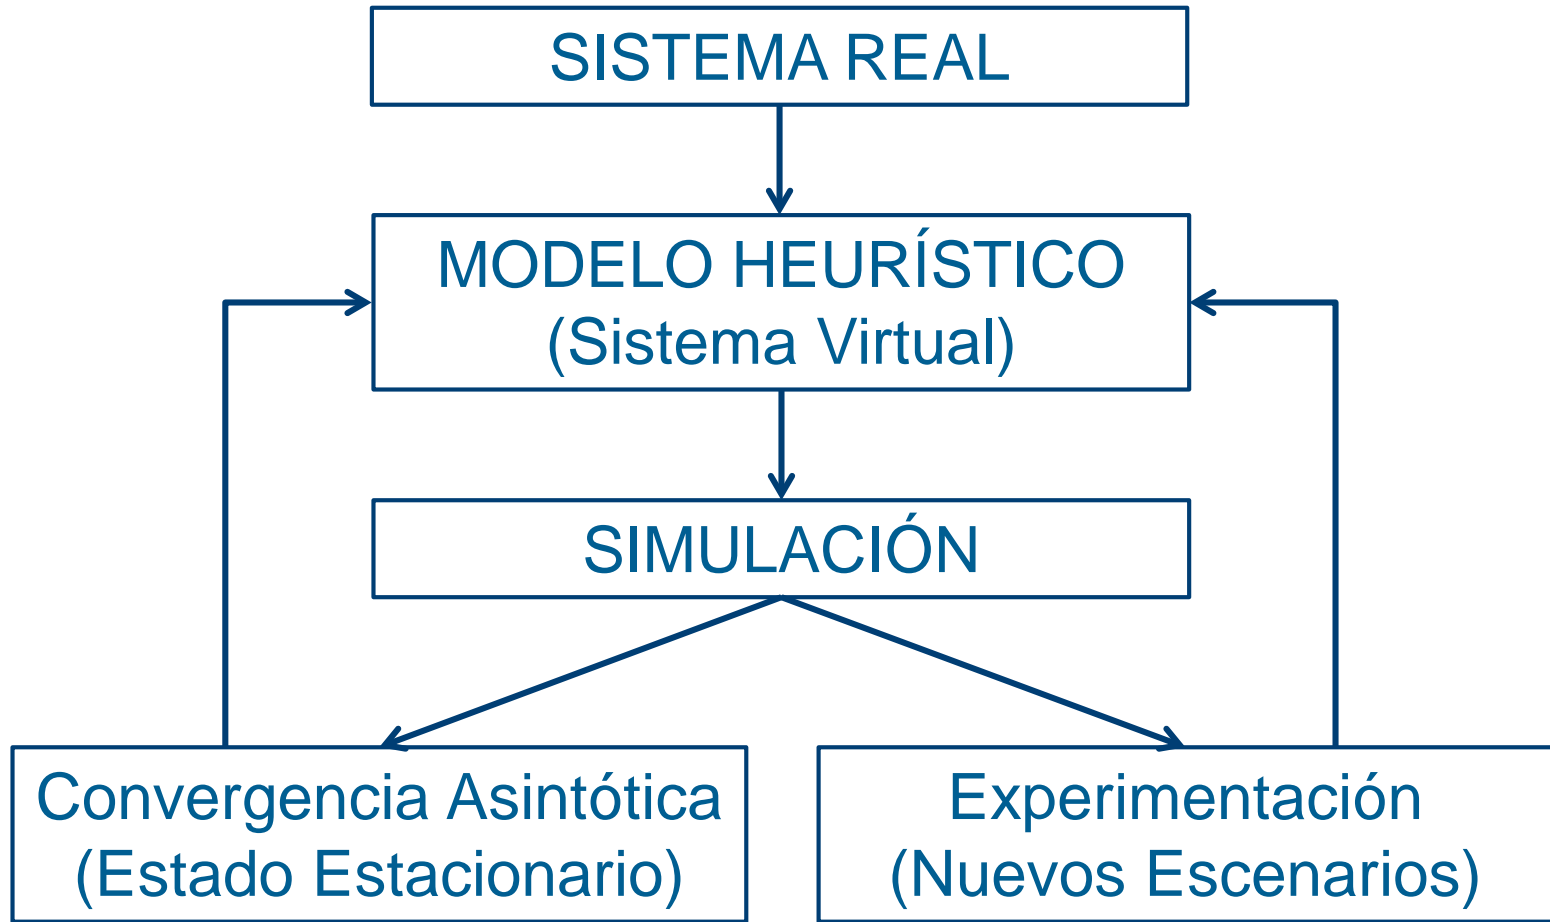 SISTEMA REAL
MODELO HEURÍSTICO
(Sistema Virtual)
SIMULACIÓN
Convergencia Asintótica
(Estado Estacionario)
Experimentación
(Nuevos Escenarios)